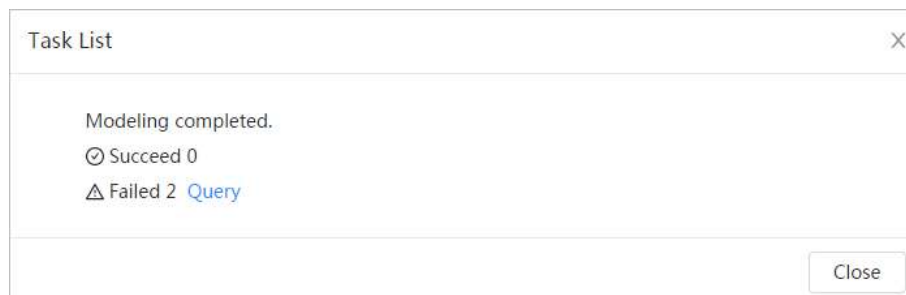 Task List
Modeling completed.
Succeed 0
Failed 2 Query
Close